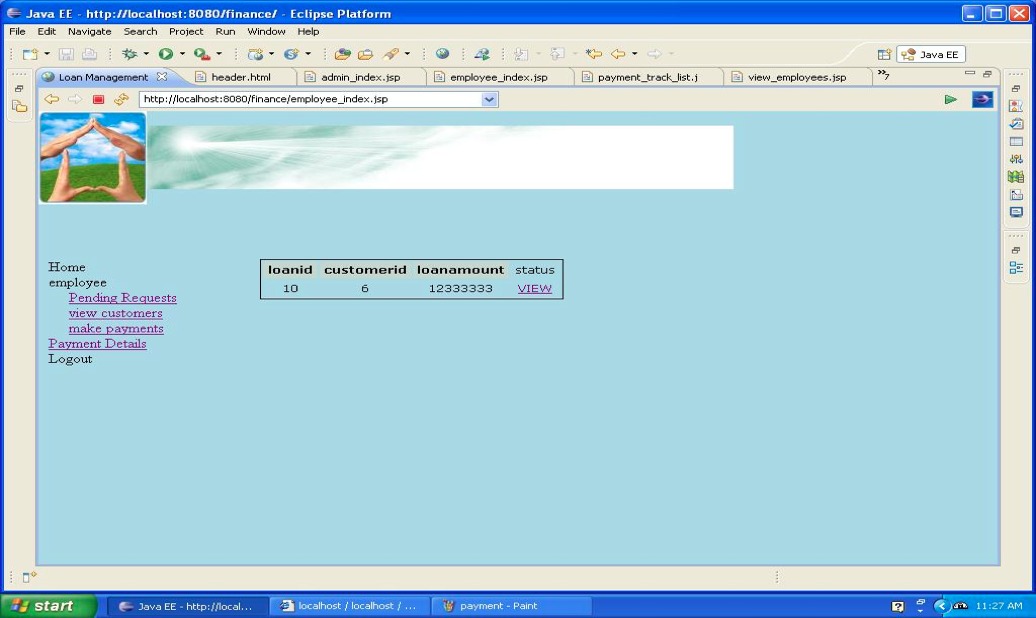 Java EE - http://localhost:8080/finance/ - Eclipse Platform
File Edit Navigate Search Project Run Window Help
Java EE
Loan Management header.html admin_index.jsp employee_index.jsp payment_track_list.j view_employees.jsp »7
http://localhost:8080/finance/employee_index.jsp
Home
employee
Pending Requests
view customers
make payments
Payment Details
Logout
loanid customerid loanamount status
10 6 12333333 VIEW
start Java EE - http://local... localhost / localhost / ... payment - Paint 11:27 AM